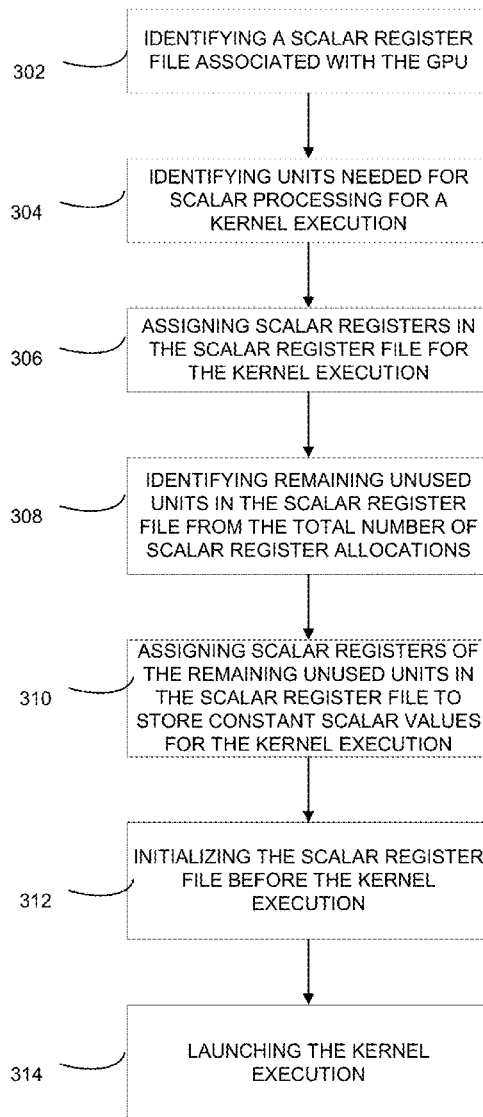 IDENTIFYING A SCALAR REGISTER
FILE ASSOCIATED WITH THE GPU
302
IDENTIFYING UNITS NEEDED FOR
SCALAR PROCESSING FOR A
KERNEL EXECUTION
304
ASSIGNING SCALAR REGISTERS IN
THE SCALAR REGISTER FILE FOR
THE KERNEL EXECUTION
306
IDENTIFYING REMAINING UNUSED
UNITS IN THE SCALAR REGISTER
FILE FROM THE TOTAL NUMBER OF
SCALAR REGISTER ALLOCATIONS
308
ASSIGNING SCALAR REGISTERS OF
THE REMAINING UNUSED UNITS IN
THE SCALAR REGISTER FILE TO
STORE CONSTANT SCALAR VALUES
FOR THE KERNEL EXECUTION
310
INITIALIZING THE SCALAR REGISTER
FILE BEFORE THE KERNEL
EXECUTION
312
LAUNCHING THE KERNEL
EXECUTION
314